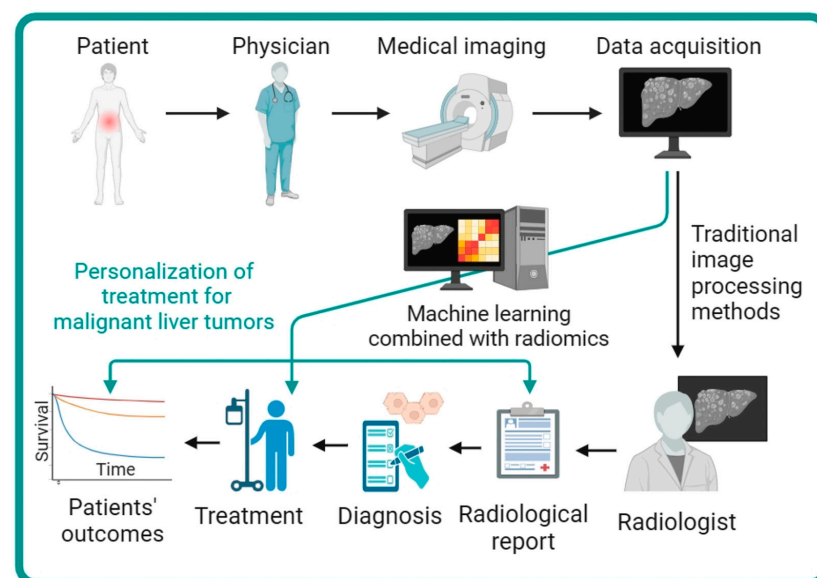 Patient
Physician
Medical imaging
Data acquisition
Personalization of
treatment for
malignant liver tumors
Machine learning
combined with radiomics
Traditional
image
processing
methods
Survival
Time
Patients'
outcomes
Treatment
Diagnosis
Radiological
report
Radiologist